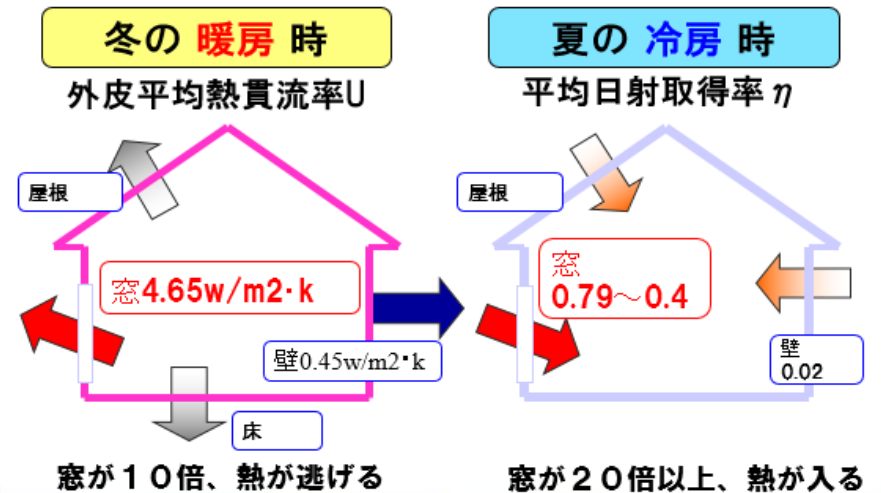 冬の 暖房 時
外皮平均熱貫流率U
屋根
窓4.65w/m2・k
壁0.45w/m2・k
床
窓が１０倍、熱が逃げる
夏の 冷房 時
平均日射取得率η
屋根
窓
0.79～0.4
壁
0.02
窓が２０倍以上、熱が入る